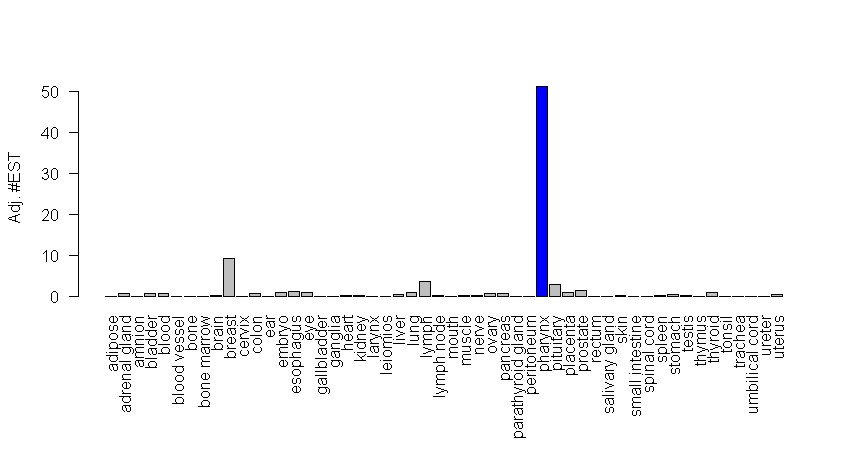 Adj. #EST
50
40
30
20
10
0
adipose
adrenal gland
amnion
bladder
blood
blood vessel
bone
bone marrow
brain
breast
cervix
colon
ear
embryo
esophagus
eye
gallbladder
ganglia
heart
kidney
larynx
leiomios
liver
lung
lymph
lymph node
mouth
muscle
nerve
ovary
pancreas
parathyroid gland
peritoneum
pharynx
pituitary
placenta
prostate
rectum
salivary gland
skin
small intestine
spinal cord
spleen
stomach
testis
thymus
thyroid
tonsil
trachea
umbilical cord
ureter
uterus